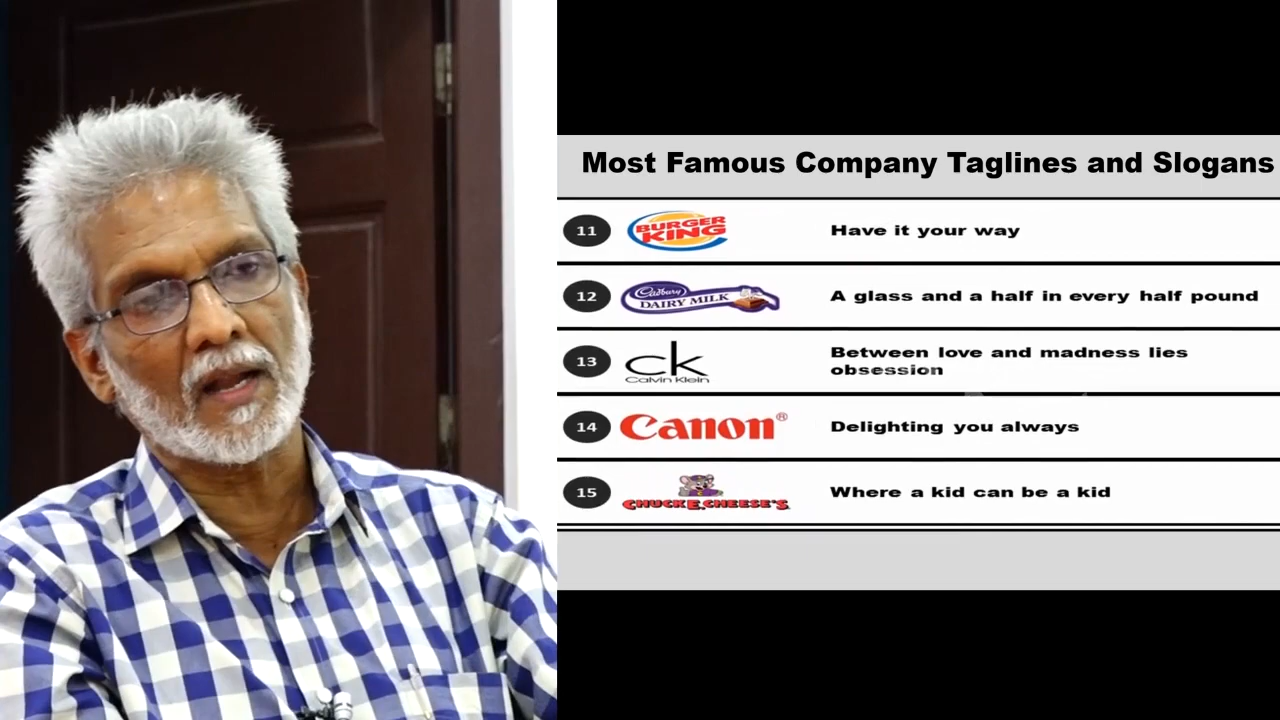 Most Famous Company Taglines and Slogans
11 BURGER KING Have it your way
12 Cadbury DAIRY MILK A glass and a half in every half pound
13 ck Calvin Klein Between love and madness lies
obsession
14 Canon® Delighting you always
15 CHUCK E. CHEESE'S Where a kid can be a kid